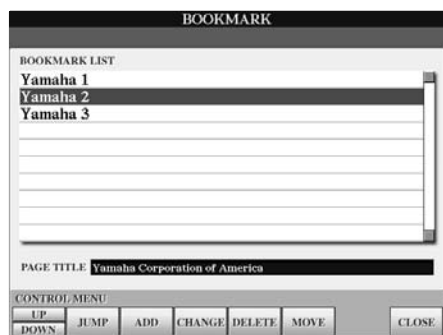 BOOKMARK
BOOKMARK LIST
Yamaha 1
Yamaha 2
Yamaha 3
PAGE TITLE Yamaha Corporation of America
CONTROL MENU
UP
DOWN
JUMP ADD CHANGE DELETE MOVE CLOSE